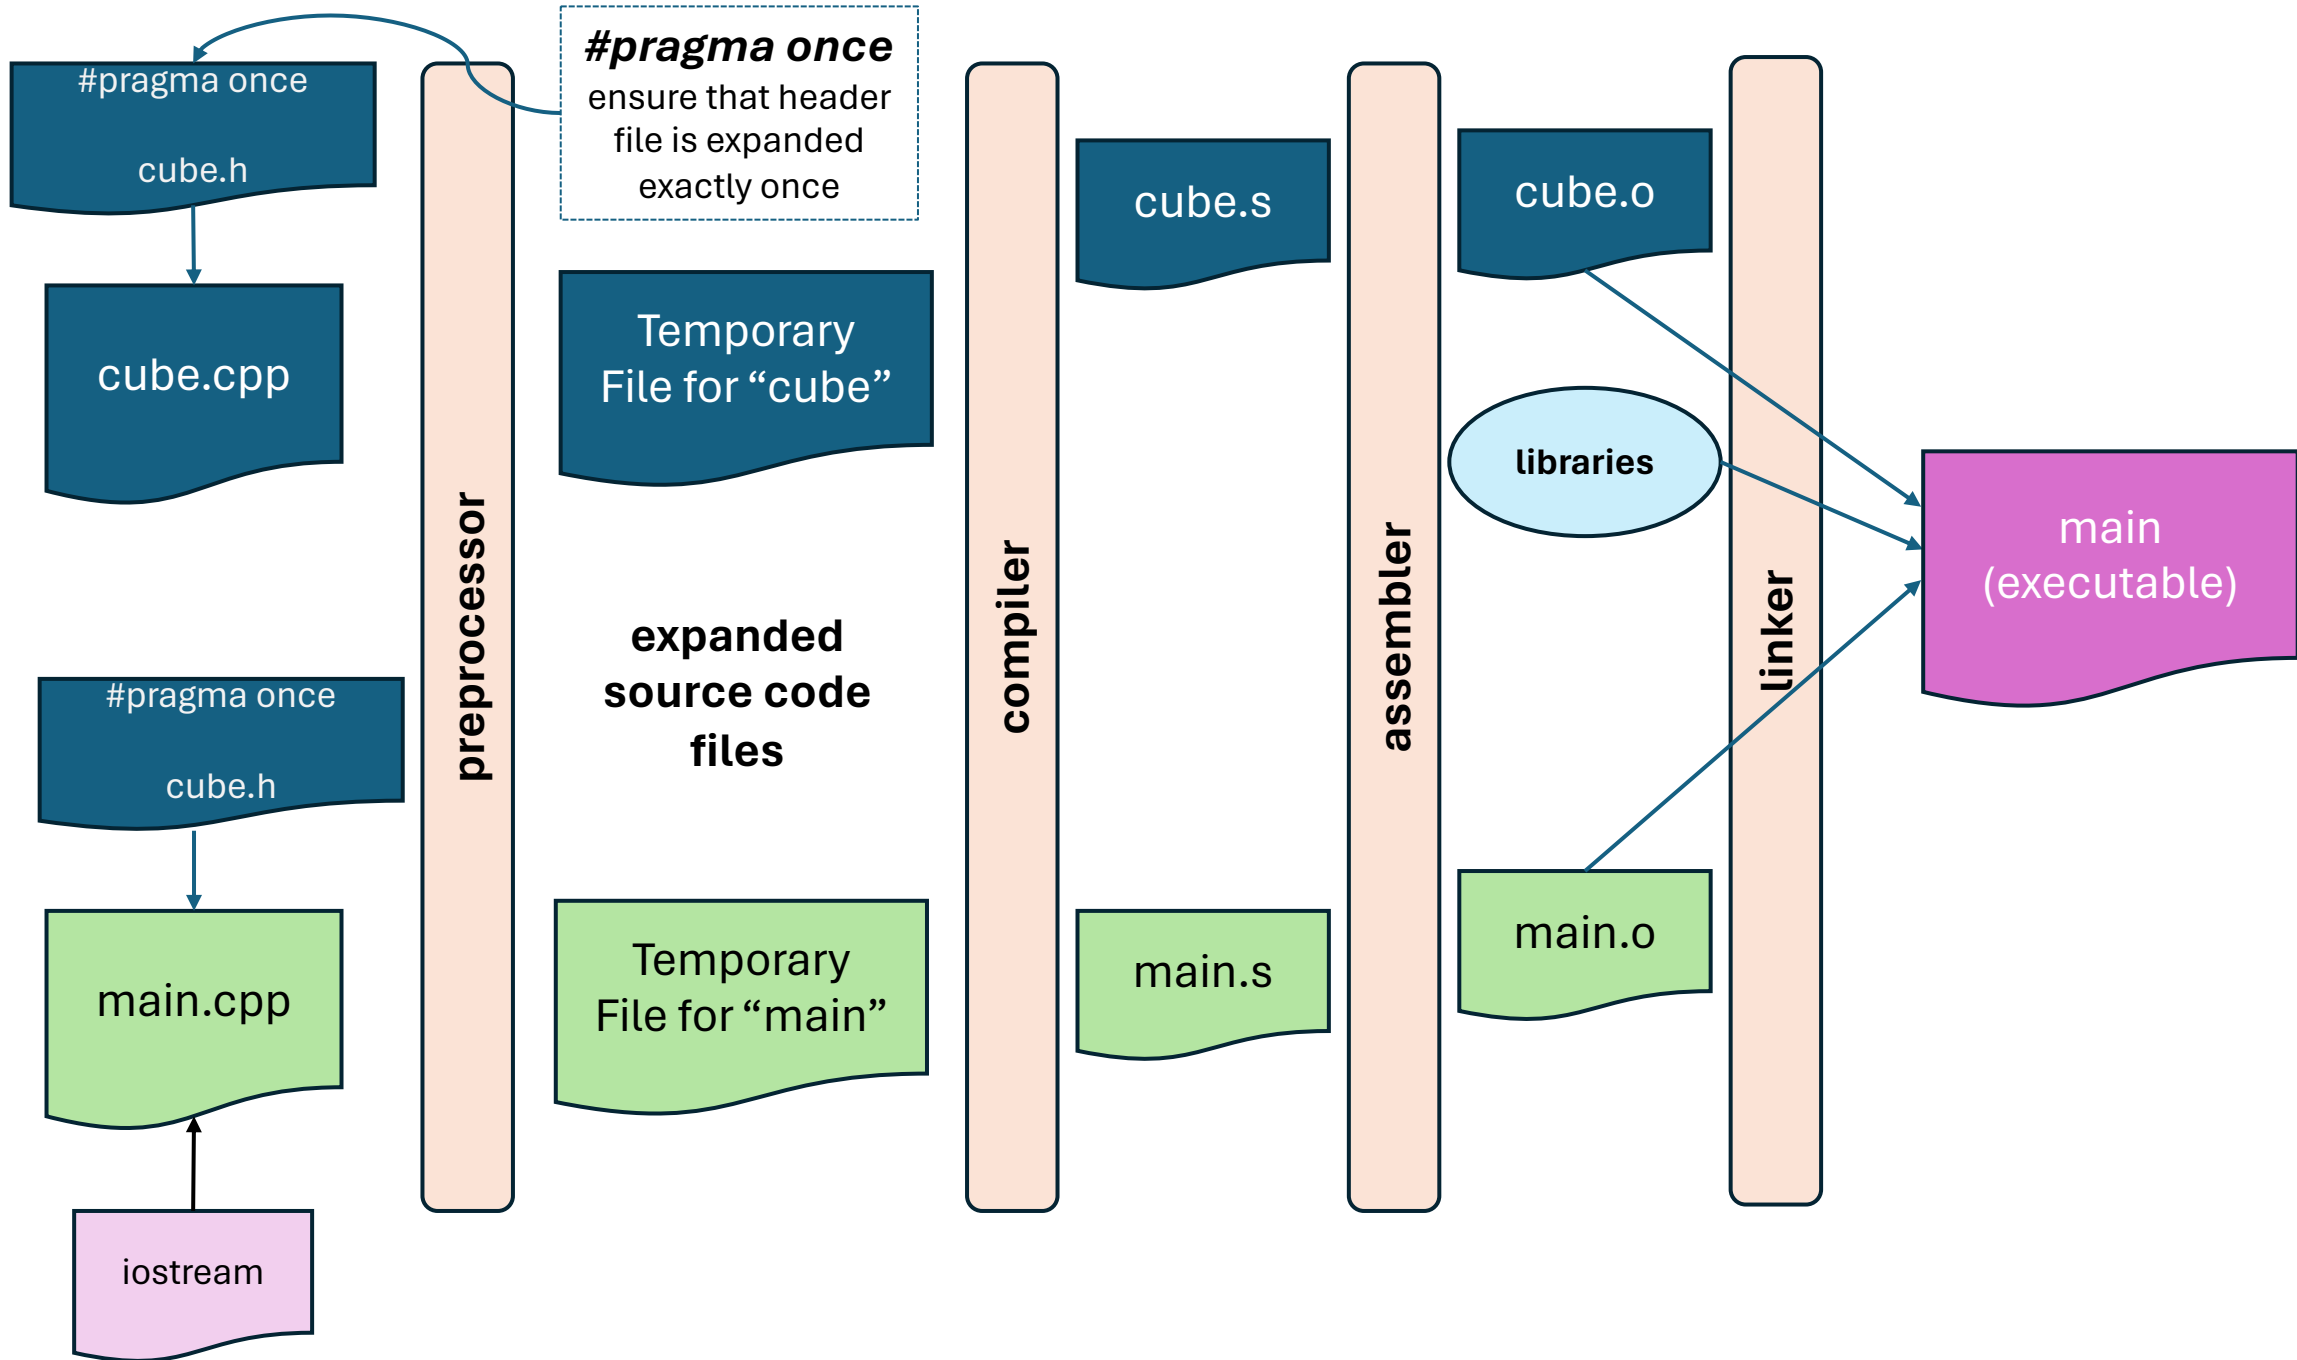 #pragma once
cube.h
cube.cpp
#pragma once
cube.h
main.cpp
iostream
preprocessor
#pragma once
ensure that header
file is expanded
exactly once
Temporary
File for “cube”
expanded
source code
files
Temporary
File for “main”
compiler
cube.s
main.s
assembler
cube.o
libraries
main.o
linker
main
(executable)